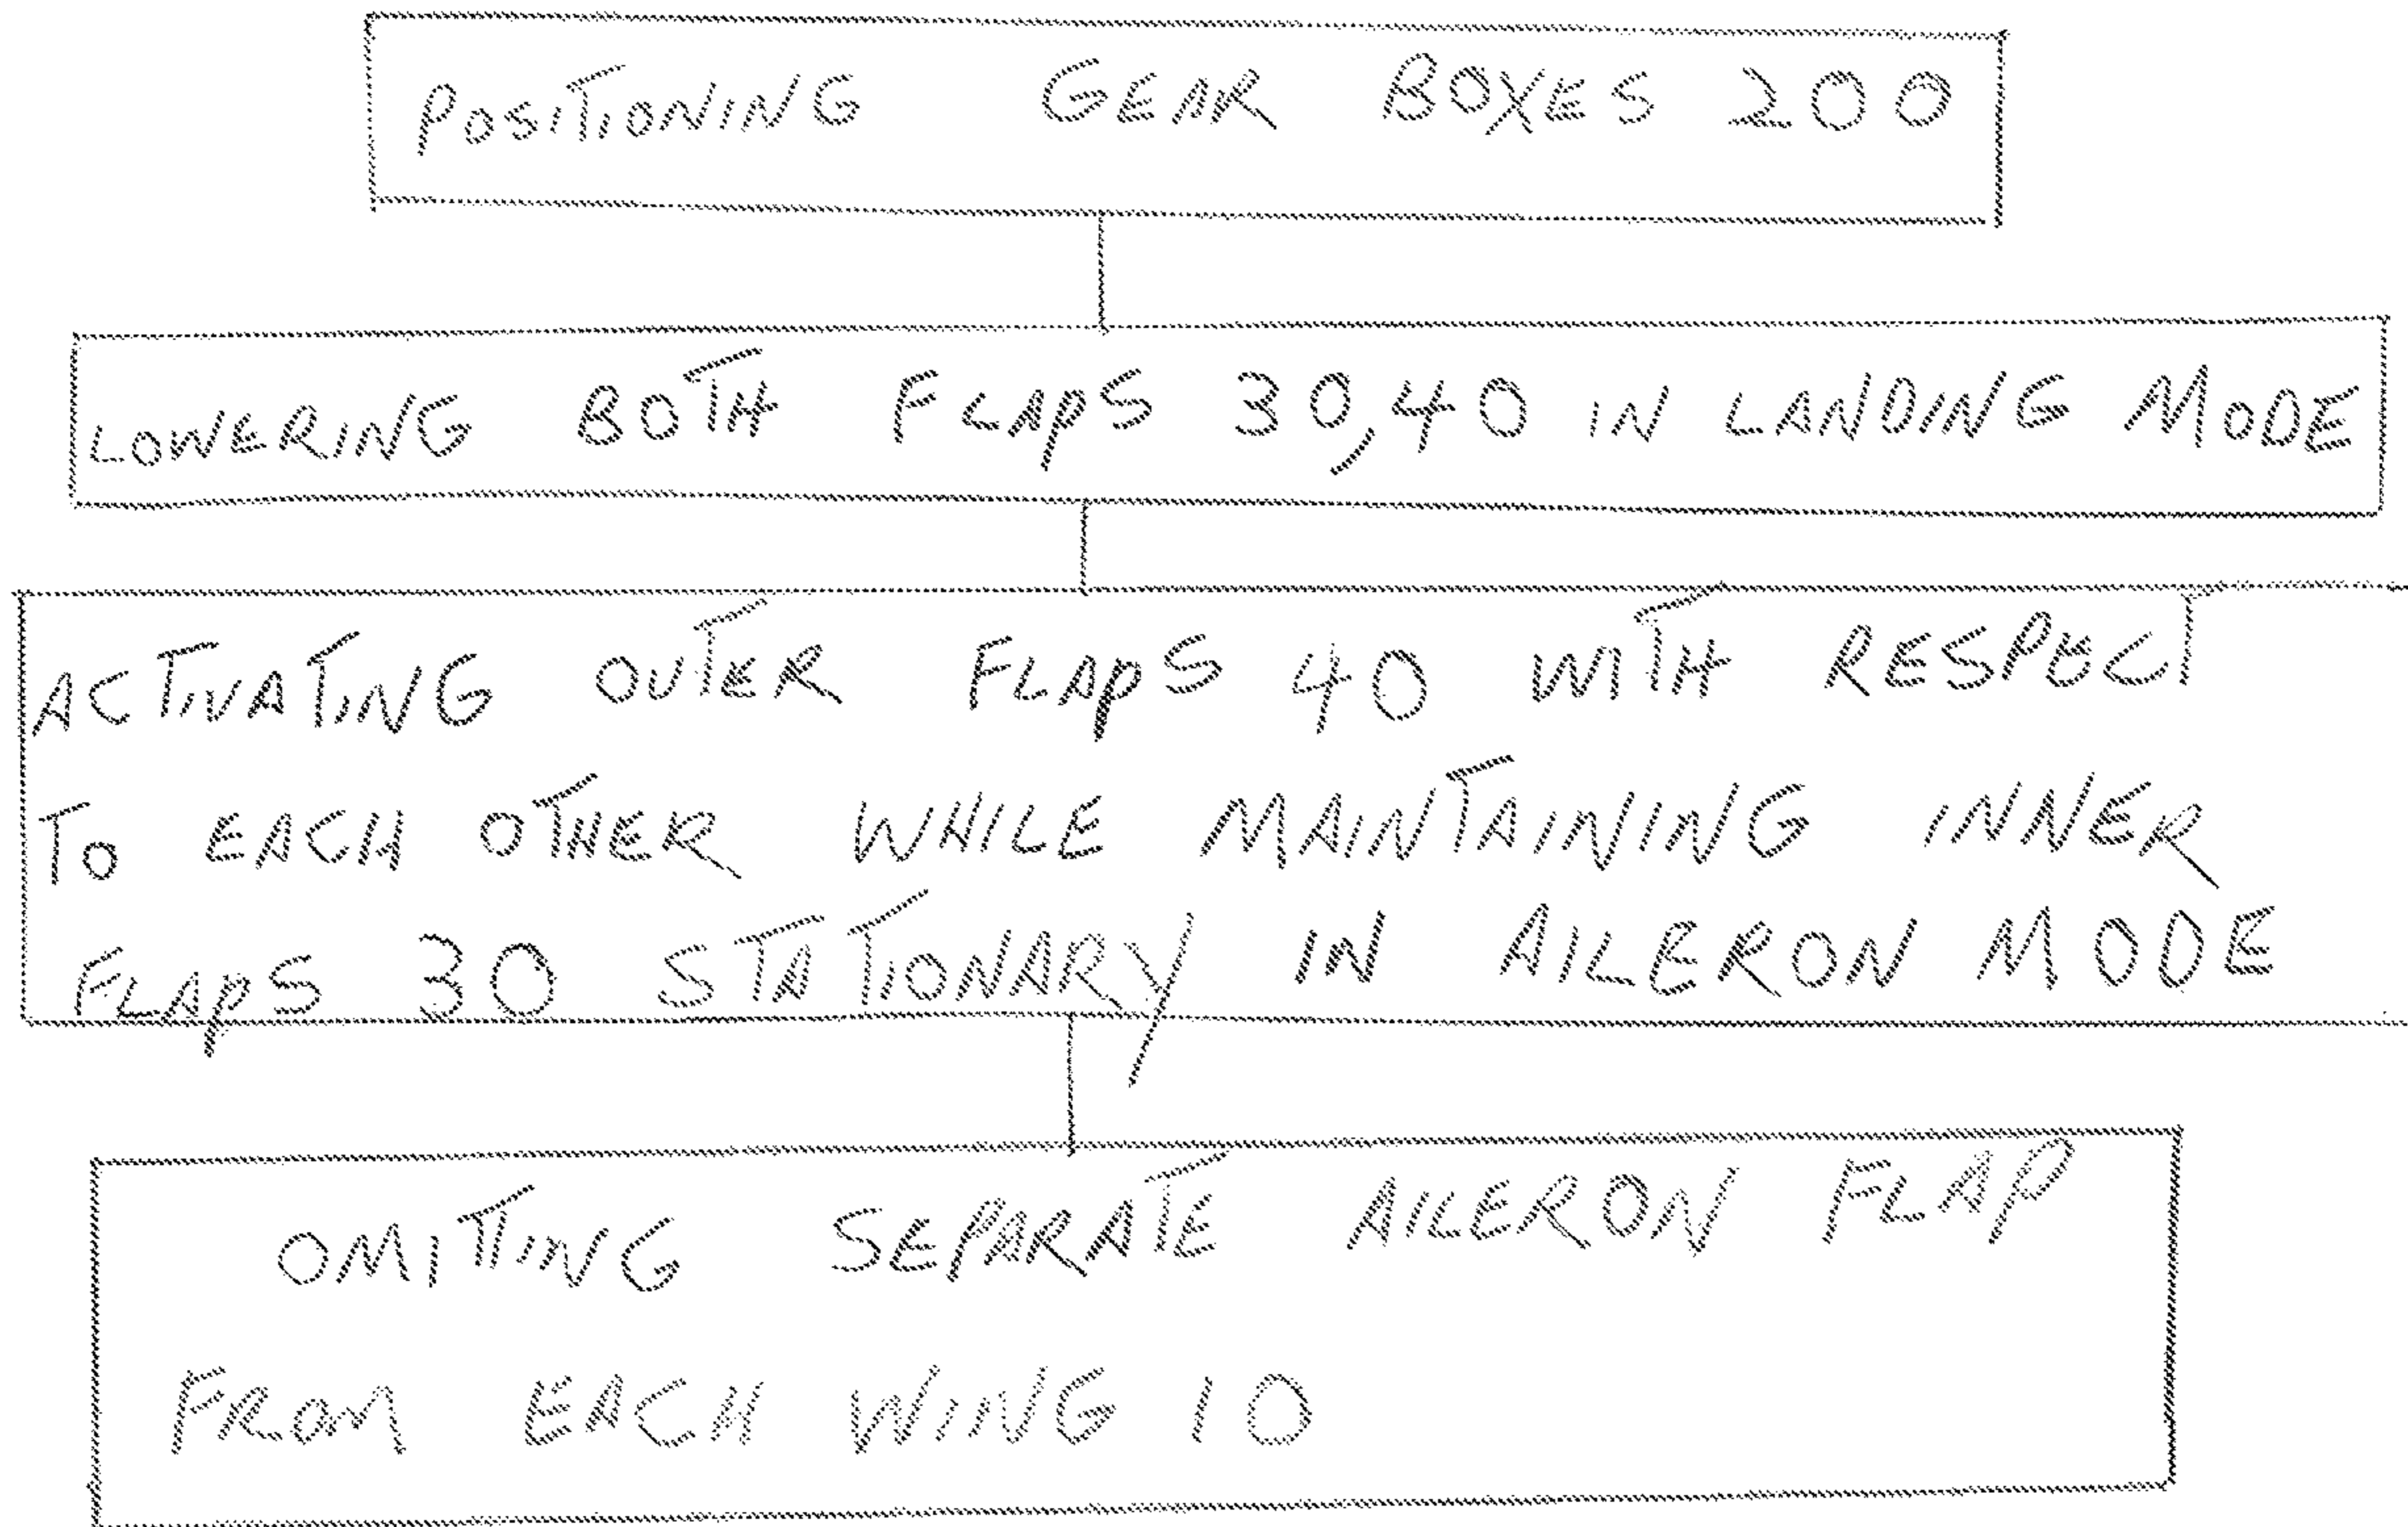 POSITIONING GEAR BOXES 200
LOWERING BOTH FLAPS 30,40 IN LANDING MODE
ACTIVATING OUTER FLAPS 40 WITH RESPECT
TO EACH OTHER WHILE MAINTAINING INNER
FLAPS 30 STATIONARY IN AILERON MODE
OMITTING SEPARATE AILERON FLAP
FROM EACH WING 10